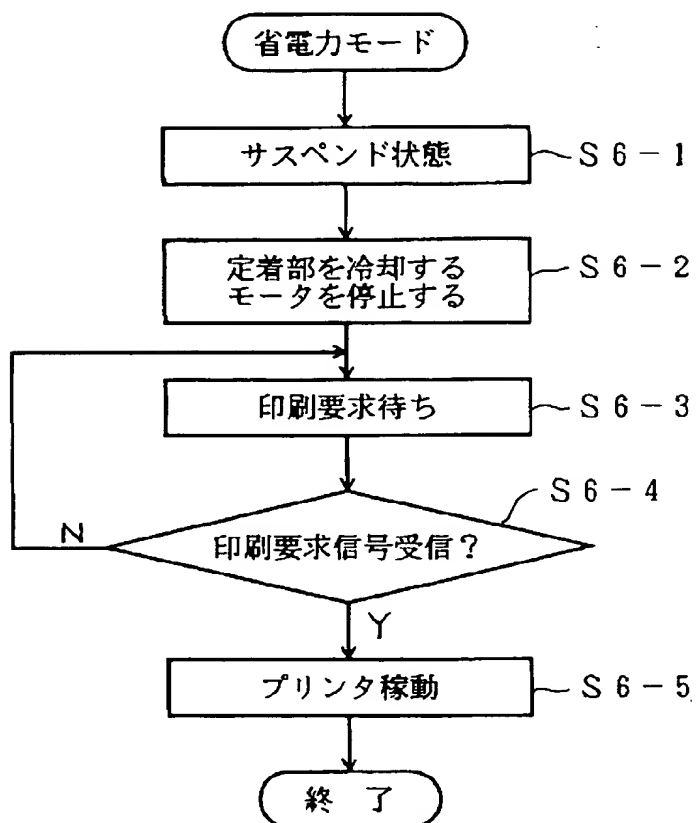 省電力モード
サスペンド状態
S6-1
定着部を冷却する
モータを停止する
S6-2
印刷要求待ち
S6-3
S6-4
印刷要求信号受信?
N
Y
プリンタ稼動
S6-5
終 了